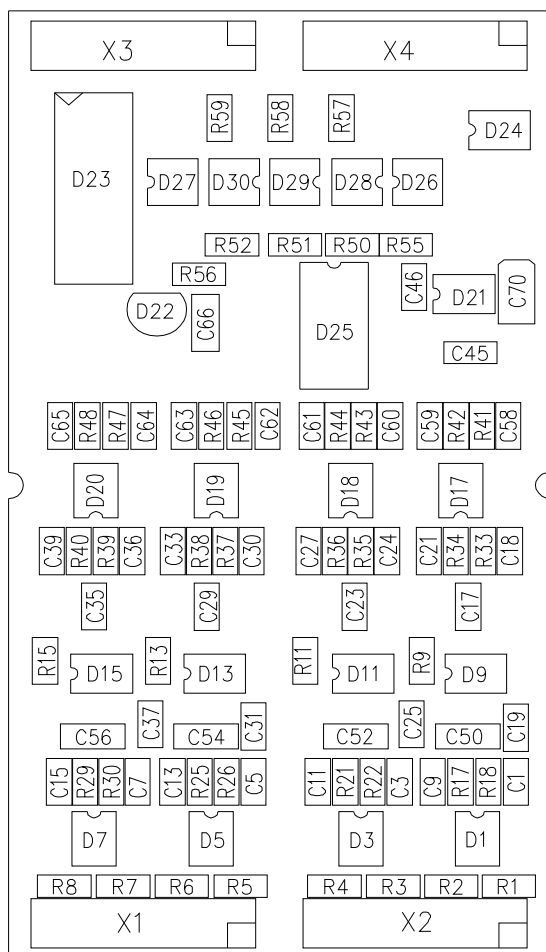 X3 X4
R59 R58 R57
D24
D23 D27 D30 D29 D28 D26
R52 R51 R50 R55
R56 C46 D21 C70
D22 C66 D25
C45
C65 R48 R47 C64 C63 R46 R45 C62 C61 R44 R43 C60 C59 R42 R41 C58
D20 D19 D18 D17
C39 R40 R39 C36 C33 R38 R37 C30 C27 R36 R35 C24 C21 R34 R33 C18
C35 C29 C23 C17
R15 D15 R13 D13 R11 D11 R9 D9
C56 C37 C54 C31 C52 C25 C50 C19
C15 R29 R30 C7 C13 R25 R26 C5 C11 R21 R22 C3 C9 R17 R18 C1
D7 D5 D3 D1
R8 R7 R6 R5 R4 R3 R2 R1
X1 X2